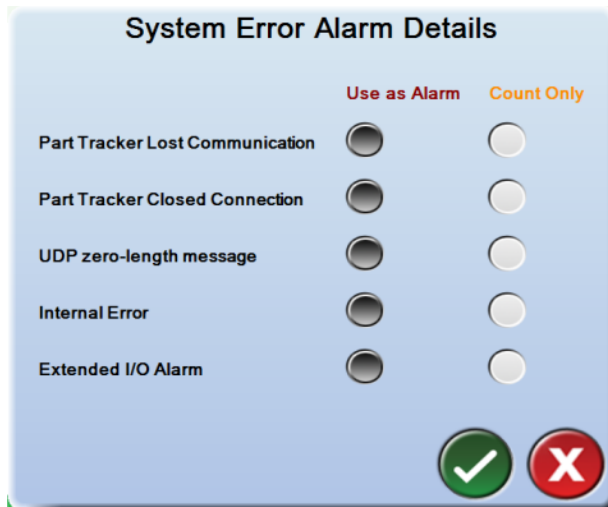 System Error Alarm Details
Use as Alarm Count Only
Part Tracker Lost Communication
Part Tracker Closed Connection
UDP zero-length message
Internal Error
Extended I/O Alarm